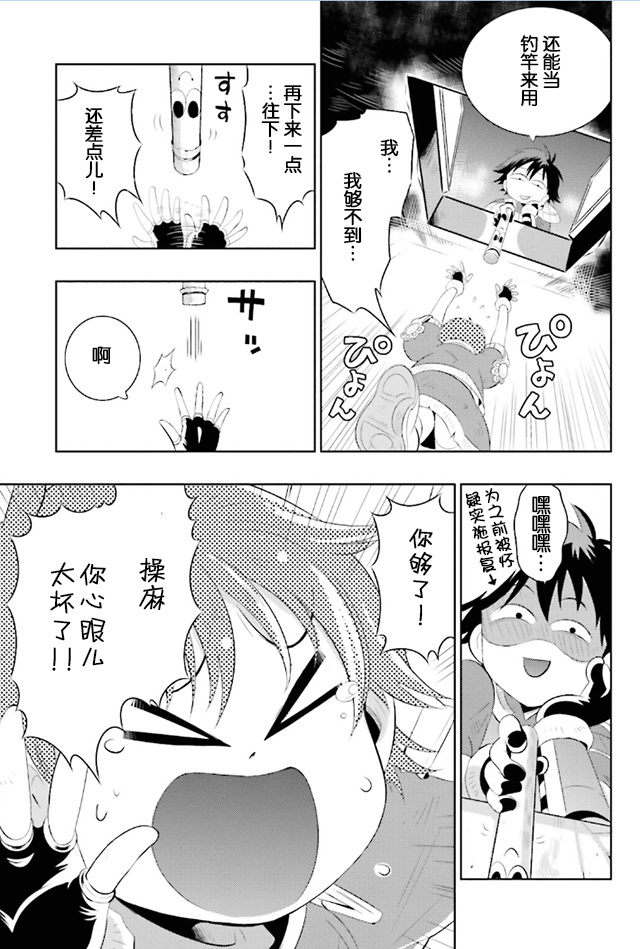 还能当
钓竿来用
我…
我够不到…
ぴょん
ぴょん
再下来一点
…往下！
すす
还差点儿！
サッ
啊
嘿嘿嘿…
为之前被怀
疑实施报复
你够了！
操麻
你心眼儿
太坏了！！